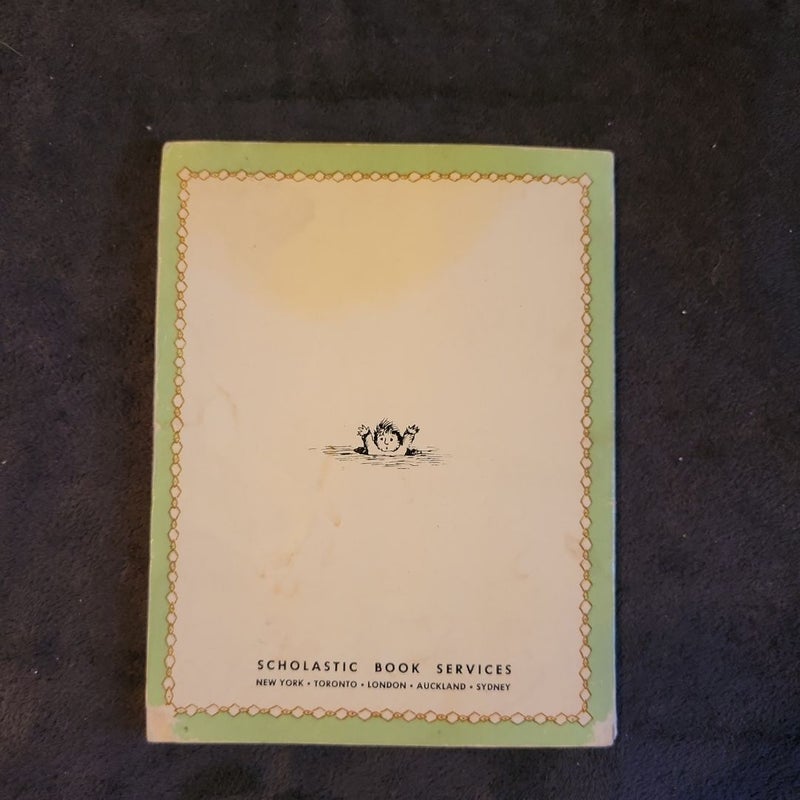 SCHOLASTIC BOOK SERVICES
NEW YORK • TORONTO • LONDON • AUCKLAND • SYDNEY